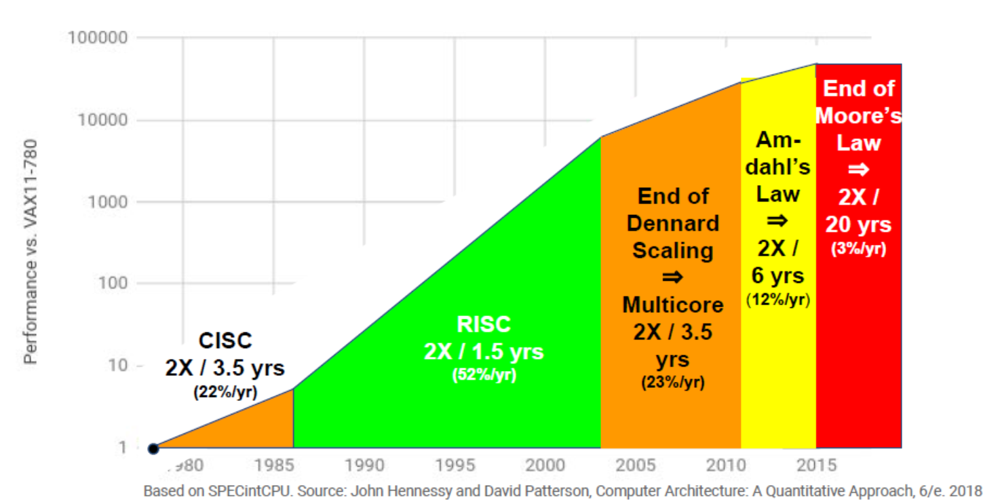 100000
10000
1000
100
10
1
Performance vs. VAX11-780
CISC
2X / 3.5 yrs
(22%/yr)
RISC
2X / 1.5 yrs
(52%/yr)
End of
Dennard
Scaling
⇒
Multicore
2X / 3.5
yrs
(23%/yr)
Am-
dahl's
Law
⇒
2X /
6 yrs
(12%/yr)
End of
Moore's
Law
⇒
2X /
20 yrs
(3%/yr)
980 1985 1990 1995 2000 2005 2010 2015
Based on SPECintCPU. Source: John Hennessy and David Patterson, Computer Architecture: A Quantitative Approach, 6/e. 2018